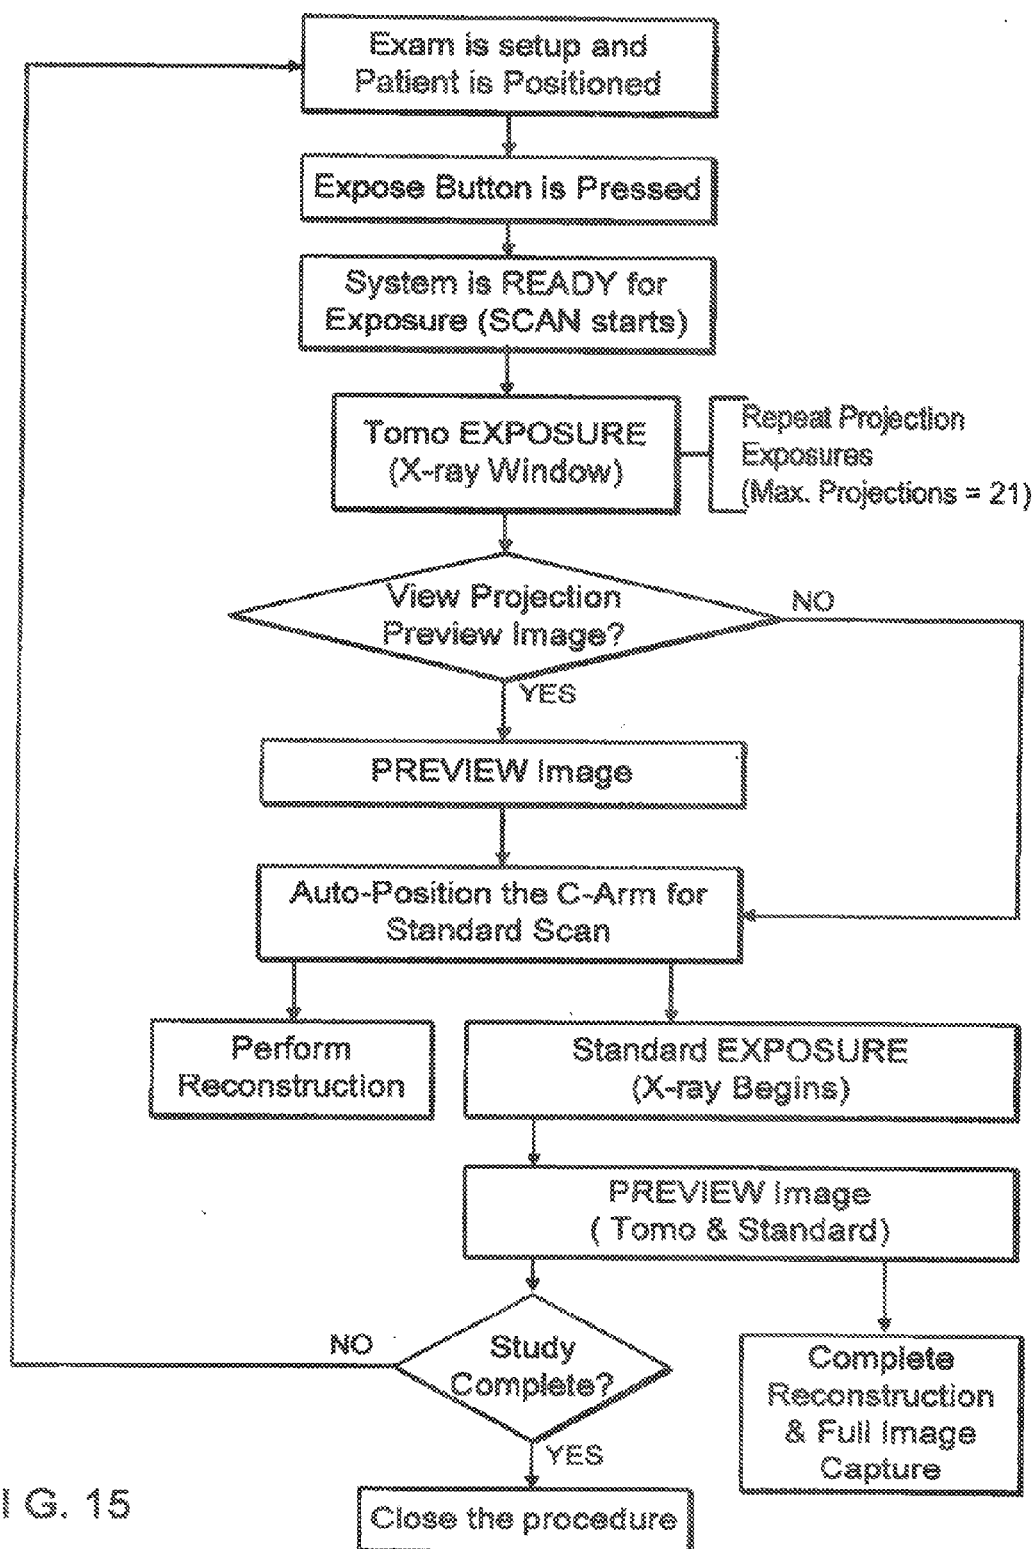 Exam is setup and
Patient is Positioned
Expose Button is Pressed
System is READY for
Exposure (SCAN starts)
Tomo EXPOSURE
(X-ray Window)
Repeat Projection
Exposures
(Max. Projections = 21)
View Projection
Preview Image?
NO
YES
PREVIEW Image
Auto-Position the C-Arm for
Standard Scan
Perform
Reconstruction
Standard EXPOSURE
(X-ray Begins)
PREVIEW Image
( Tomo & Standard)
NO
Study
Complete?
Complete
Reconstruction
& Full Image
Capture
YES
I G. 15
Close the procedure